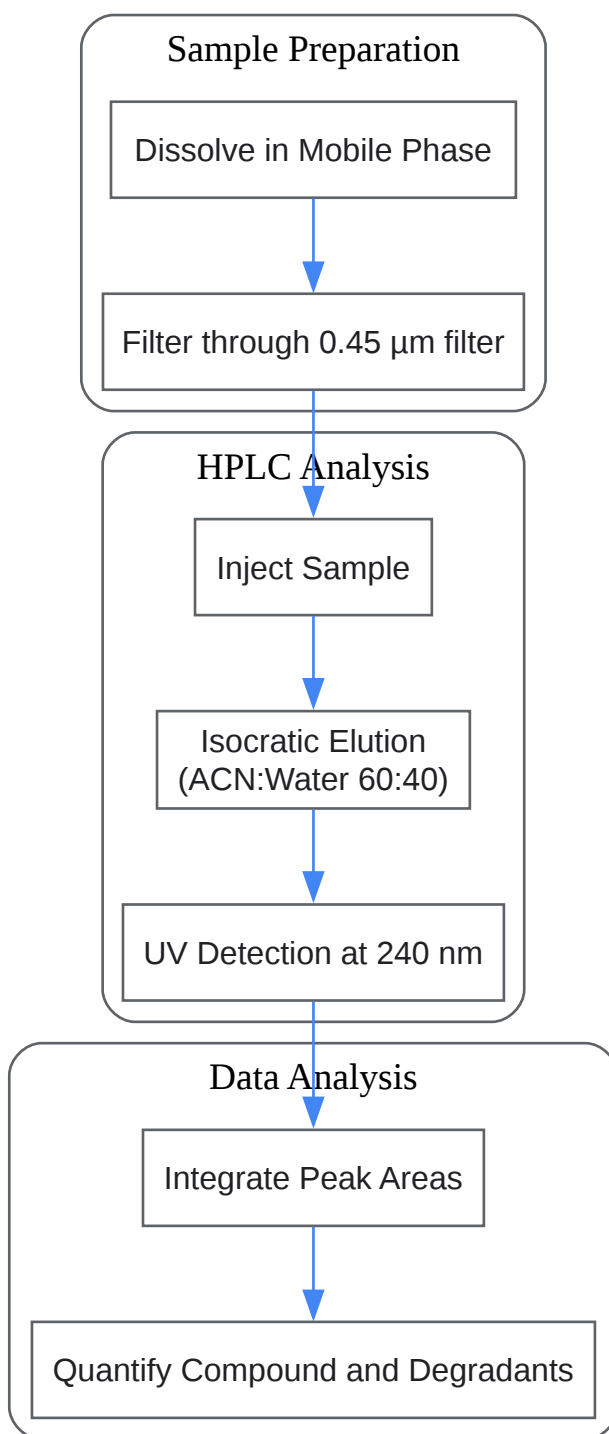 Sample Preparation
Dissolve in Mobile Phase
Filter through 0.45 µm filter
HPLC Analysis
Inject Sample
Isocratic Elution
(ACN:Water 60:40)
UV Detection at 240 nm
Data Analysis
Integrate Peak Areas
Quantify Compound and Degradants